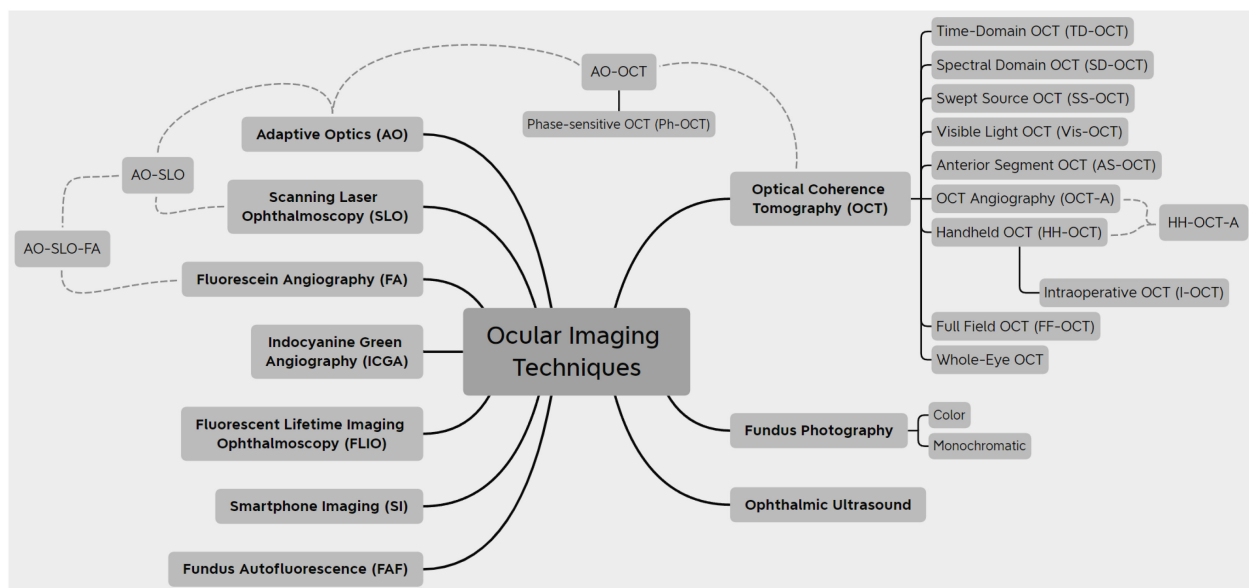 Ocular Imaging
Techniques
Adaptive Optics (AO)
Scanning Laser
Ophthalmoscopy (SLO)
Fluorescein Angiography (FA)
Indocyanine Green
Angiography (ICGA)
Fluorescent Lifetime Imaging
Ophthalmoscopy (FLIO)
Smartphone Imaging (SI)
Fundus Autofluorescence (FAF)
AO-SLO
AO-SLO-FA
AO-OCT
Phase-sensitive OCT (Ph-OCT)
Optical Coherence
Tomography (OCT)
Time-Domain OCT (TD-OCT)
Spectral Domain OCT (SD-OCT)
Swept Source OCT (SS-OCT)
Visible Light OCT (Vis-OCT)
Anterior Segment OCT (AS-OCT)
OCT Angiography (OCT-A)
Handheld OCT (HH-OCT)
HH-OCT-A
Intraoperative OCT (I-OCT)
Full Field OCT (FF-OCT)
Whole-Eye OCT
Fundus Photography
Color
Monochromatic
Ophthalmic Ultrasound